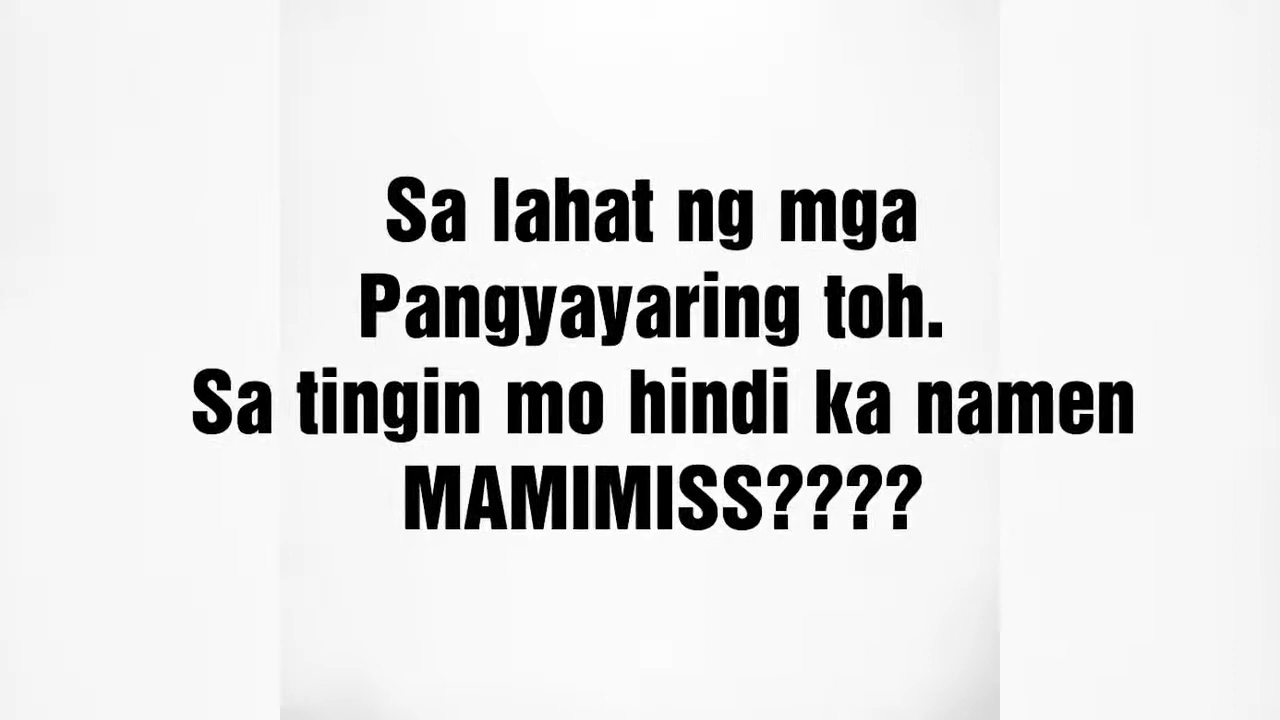 Sa lahat ng mga
Pangyayaring toh.
Sa tingin mo hindi ka namen
MAMIMISS????